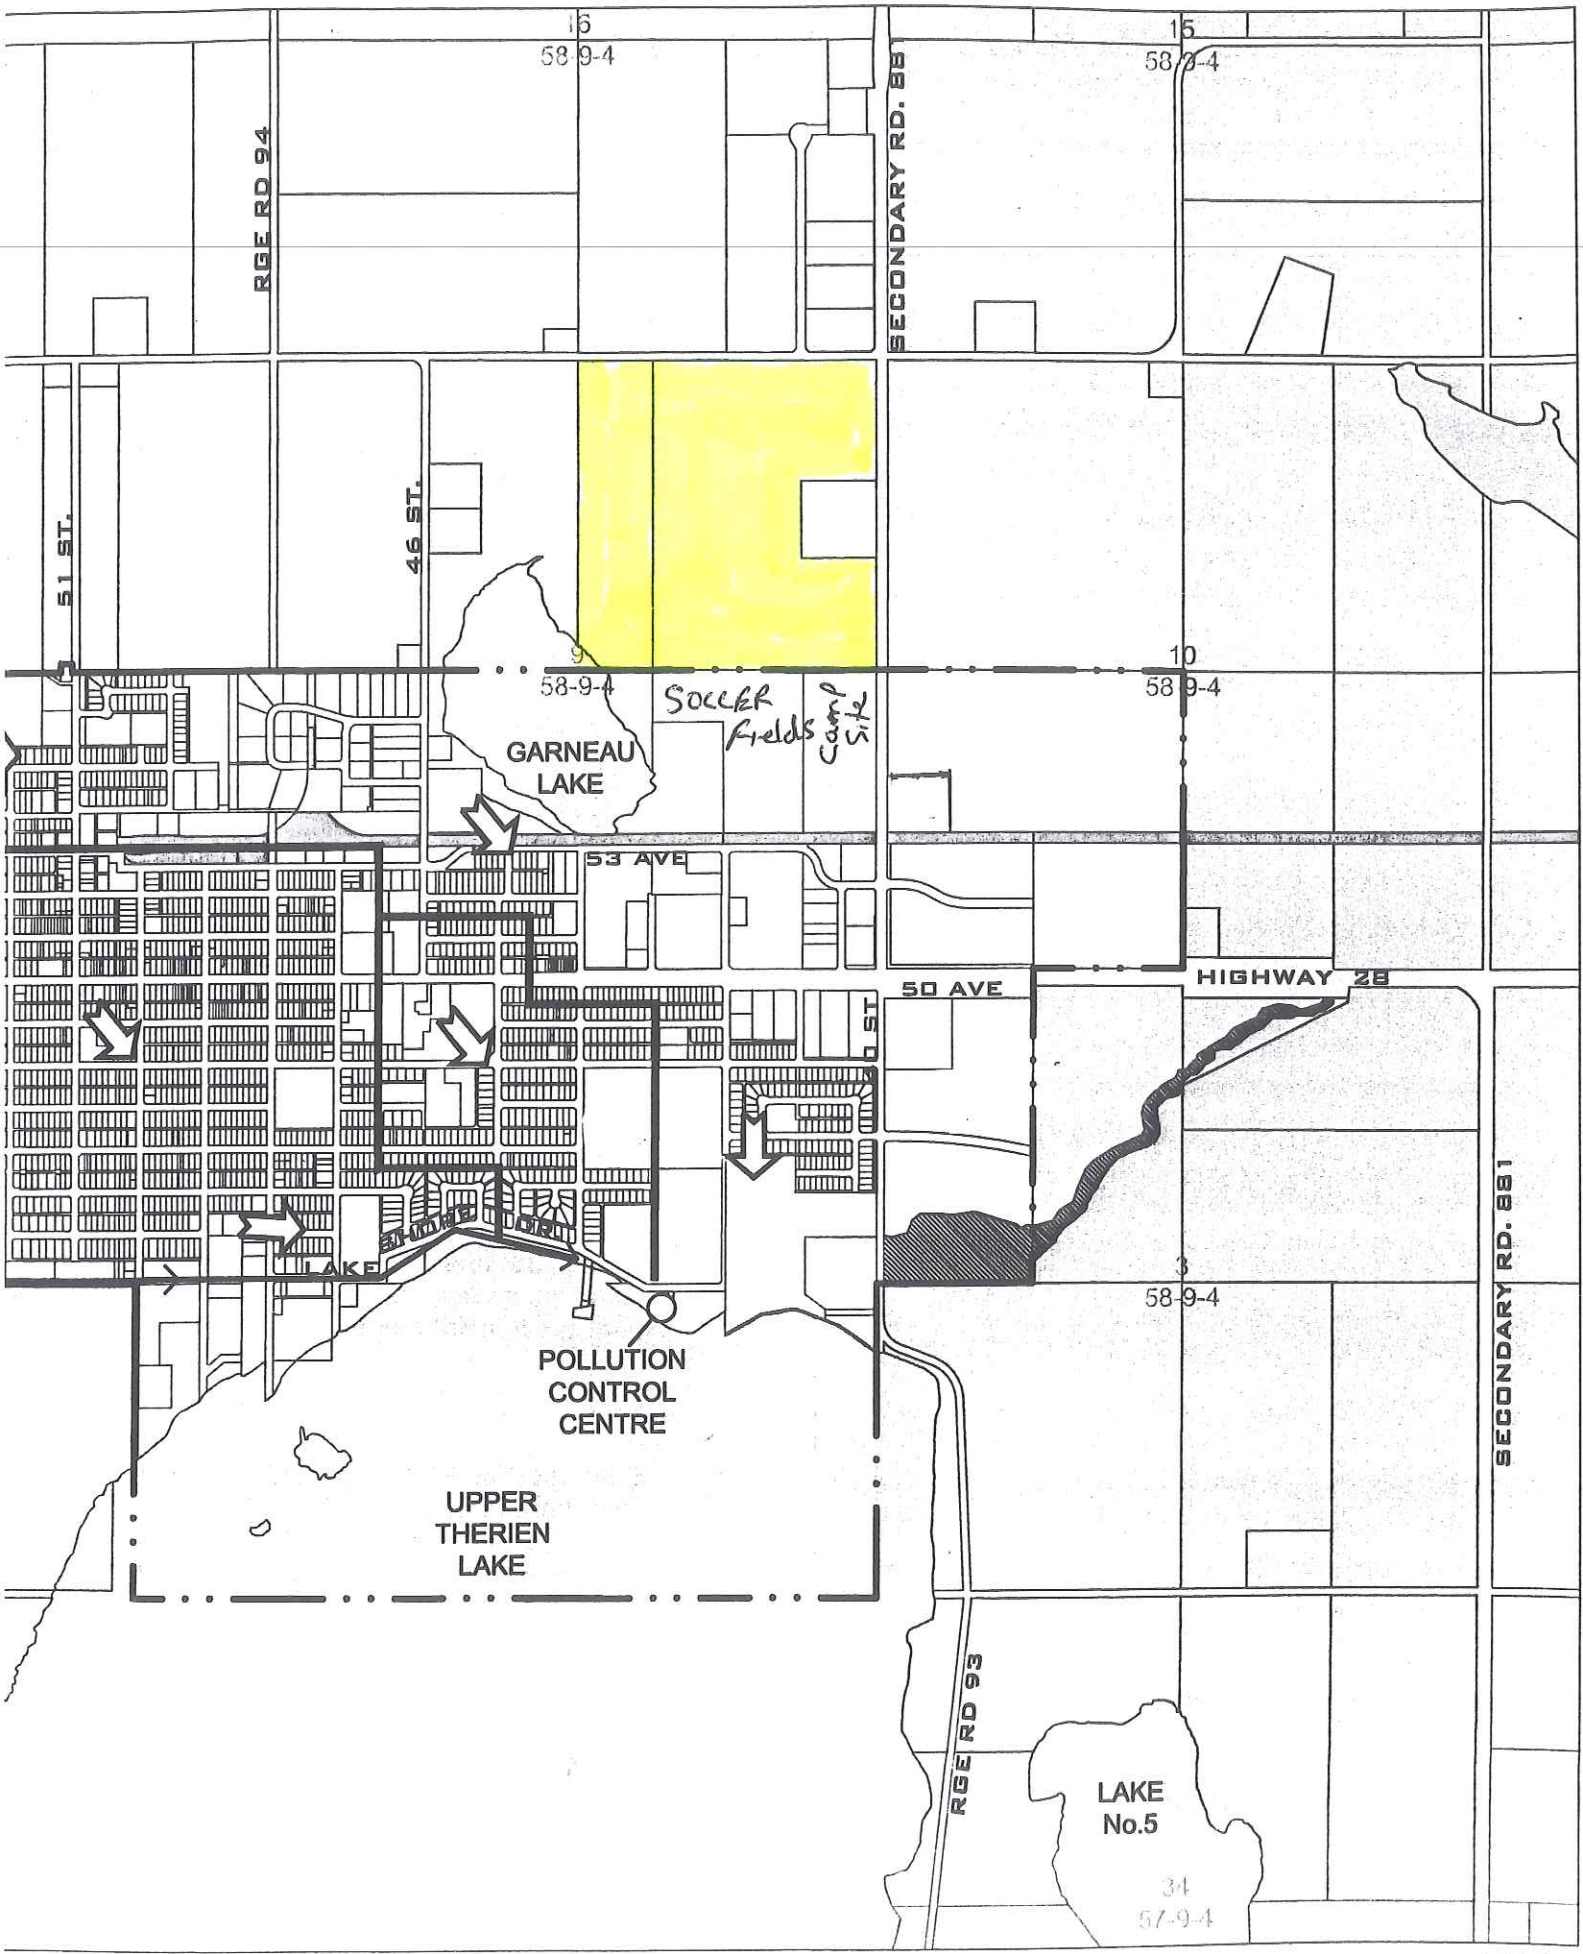 16
58-9-4
15
58-9-4
RGE RD 94
SECONDARY RD. 881
51 ST.
46 ST.
9
58-9-4
10
58-9-4
SOCCER
Fields
Camp
Site
GARNEAU
LAKE
53 AVE
50 AVE
HIGHWAY 28
ST
LAKE
DR.
3
58-9-4
SECONDARY RD. 881
POLLUTION
CONTROL
CENTRE
UPPER
THERIEN
LAKE
RGE RD 93
LAKE
No.5
34
57-9-4